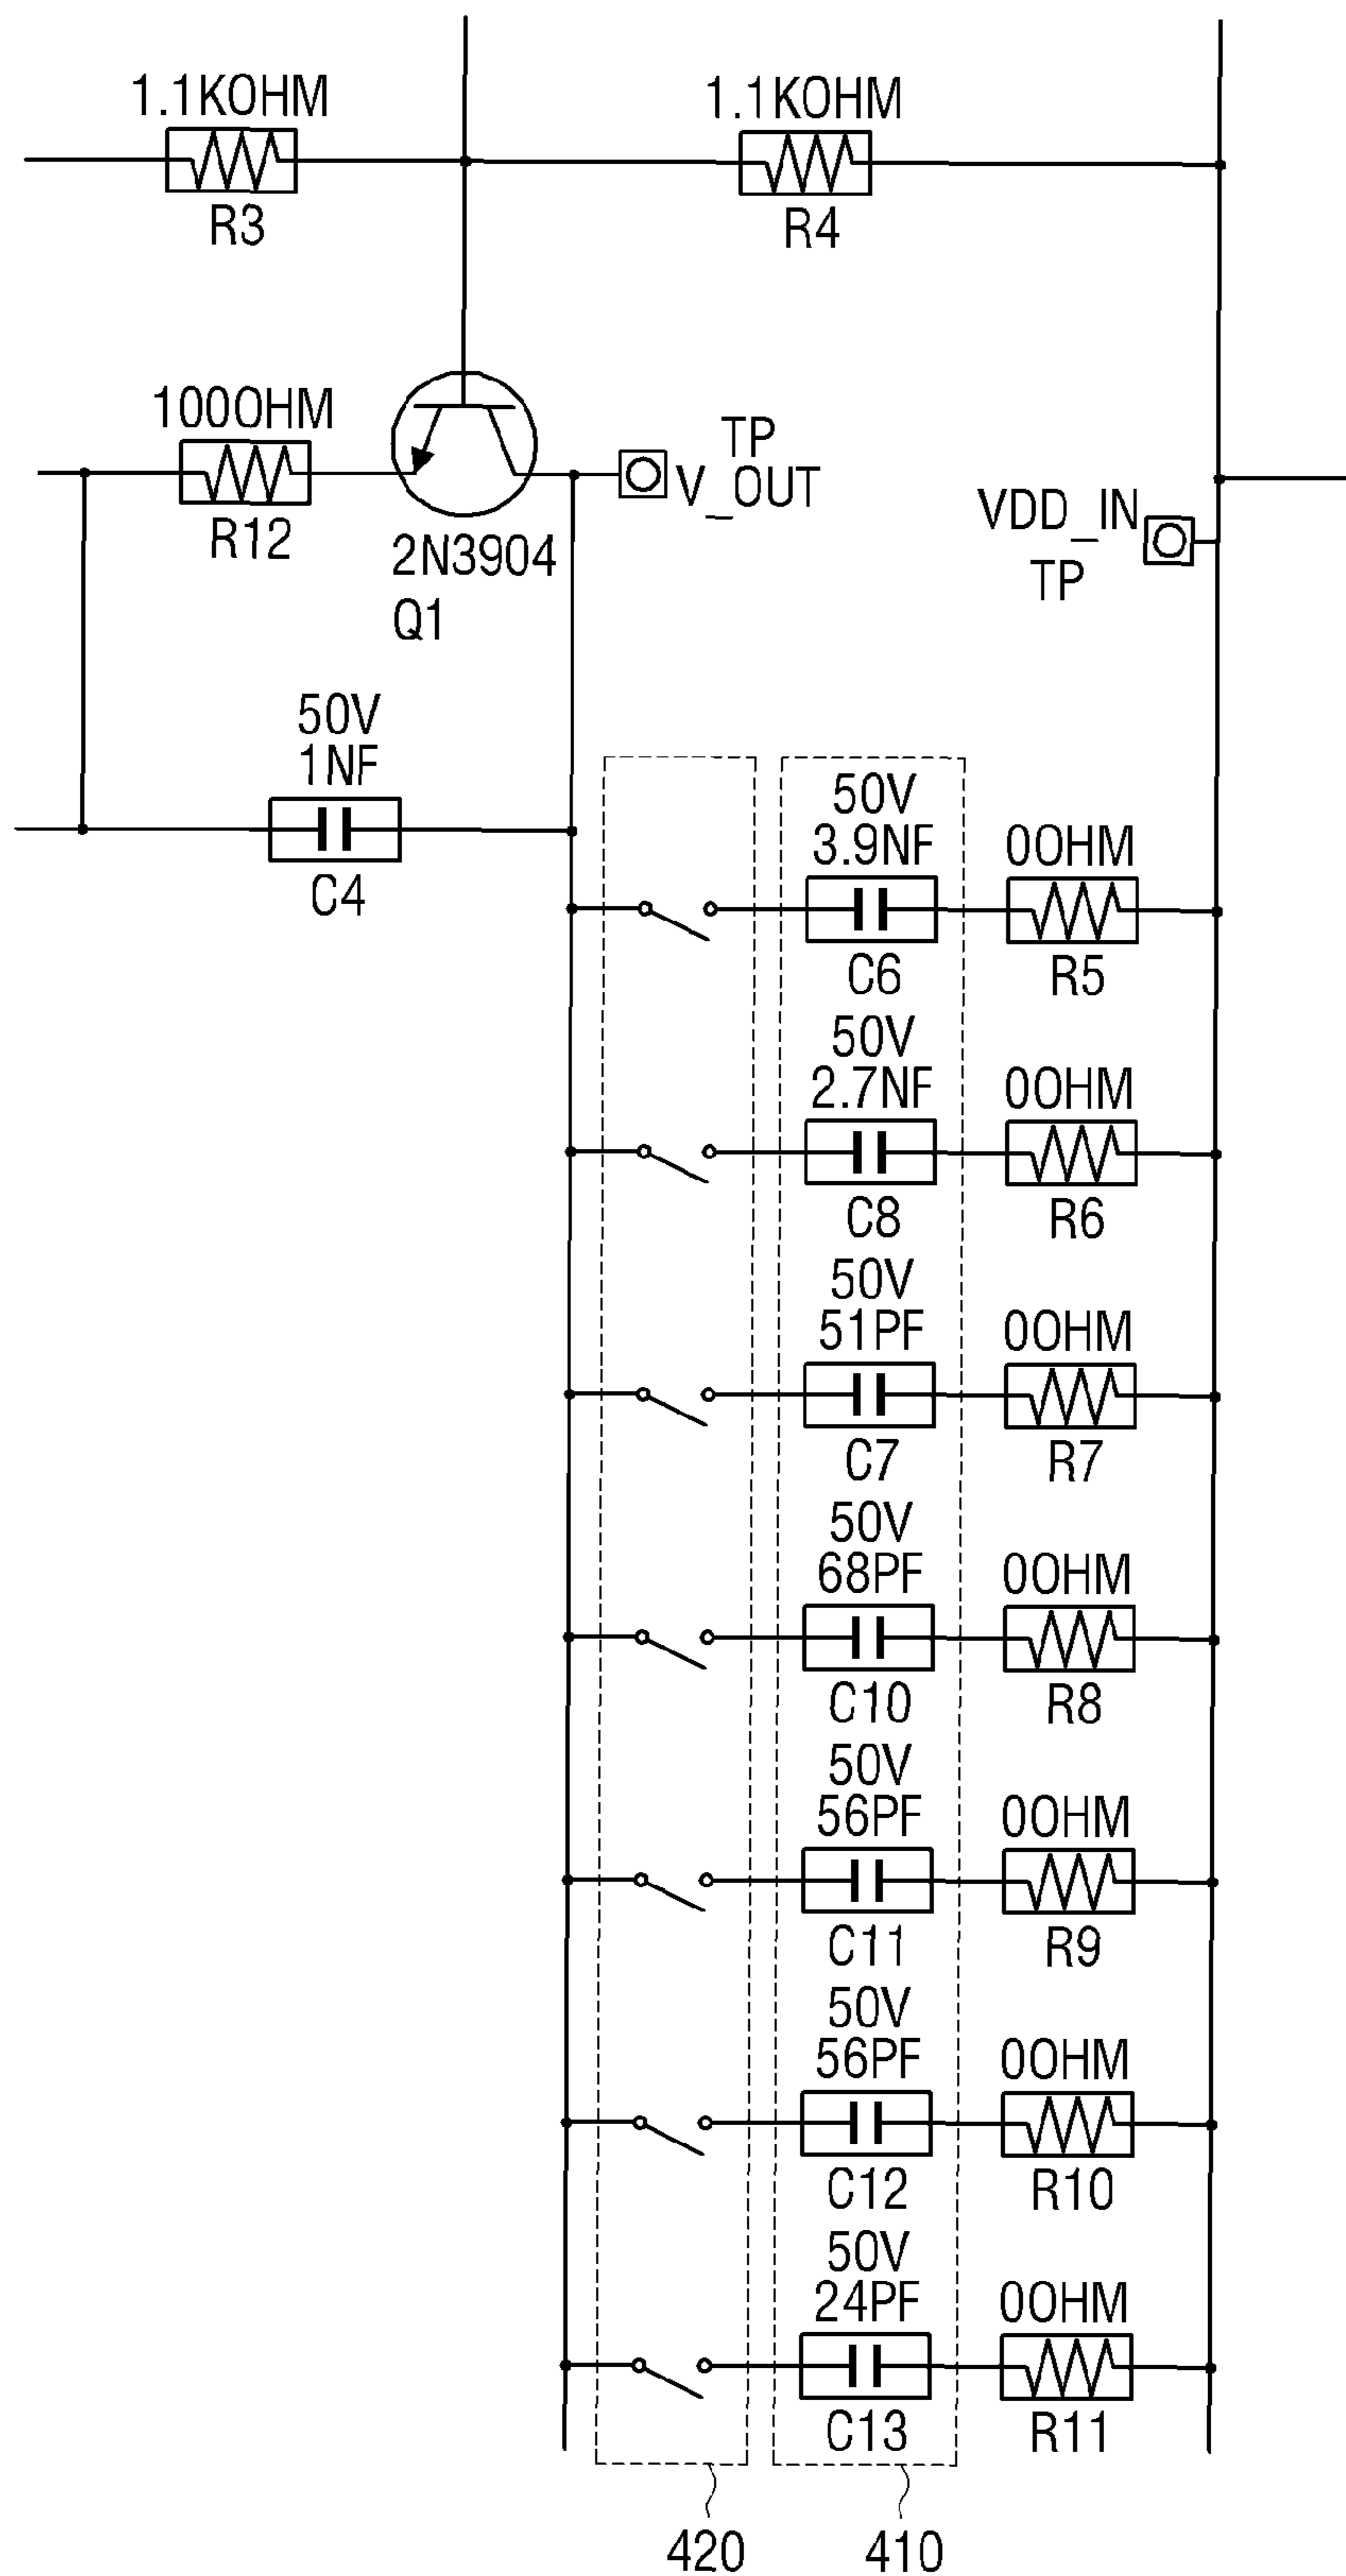 1.1KOHM
R3
1.1KOHM
R4
100OHM
R12
2N3904
Q1
TP
V_OUT
VDD_IN
TP
50V
1NF
C4
50V
3.9NF
C6
0OHM
R5
50V
2.7NF
C8
0OHM
R6
50V
51PF
C7
0OHM
R7
50V
68PF
C10
0OHM
R8
50V
56PF
C11
0OHM
R9
50V
56PF
C12
0OHM
R10
50V
24PF
C13
0OHM
R11
420
410